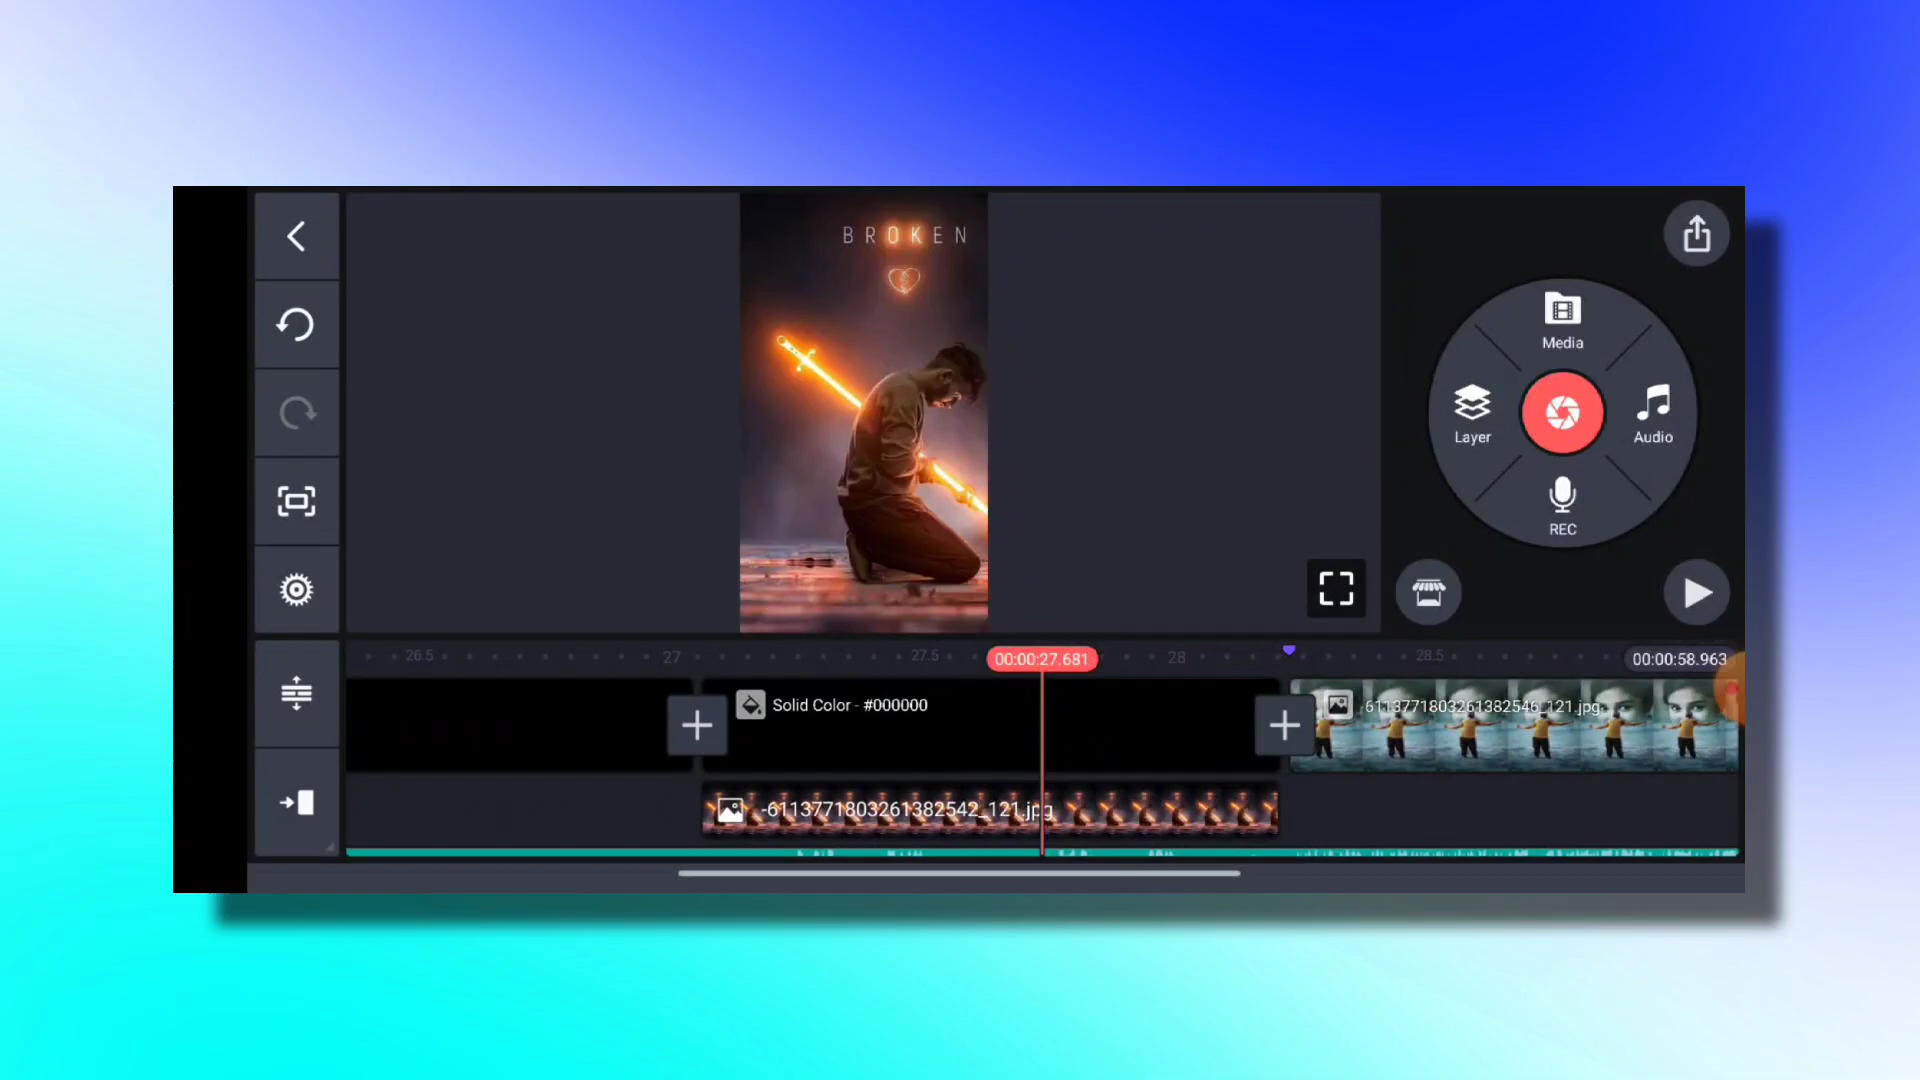 BROKEN
Media
Layer
Audio
REC
26.5
27
27.5
00:00:27.681
28
28.5
00:00:58.963
Solid Color - #000000
-6113771803261382546_121.jpg
-6113771803261382542_121.jpg